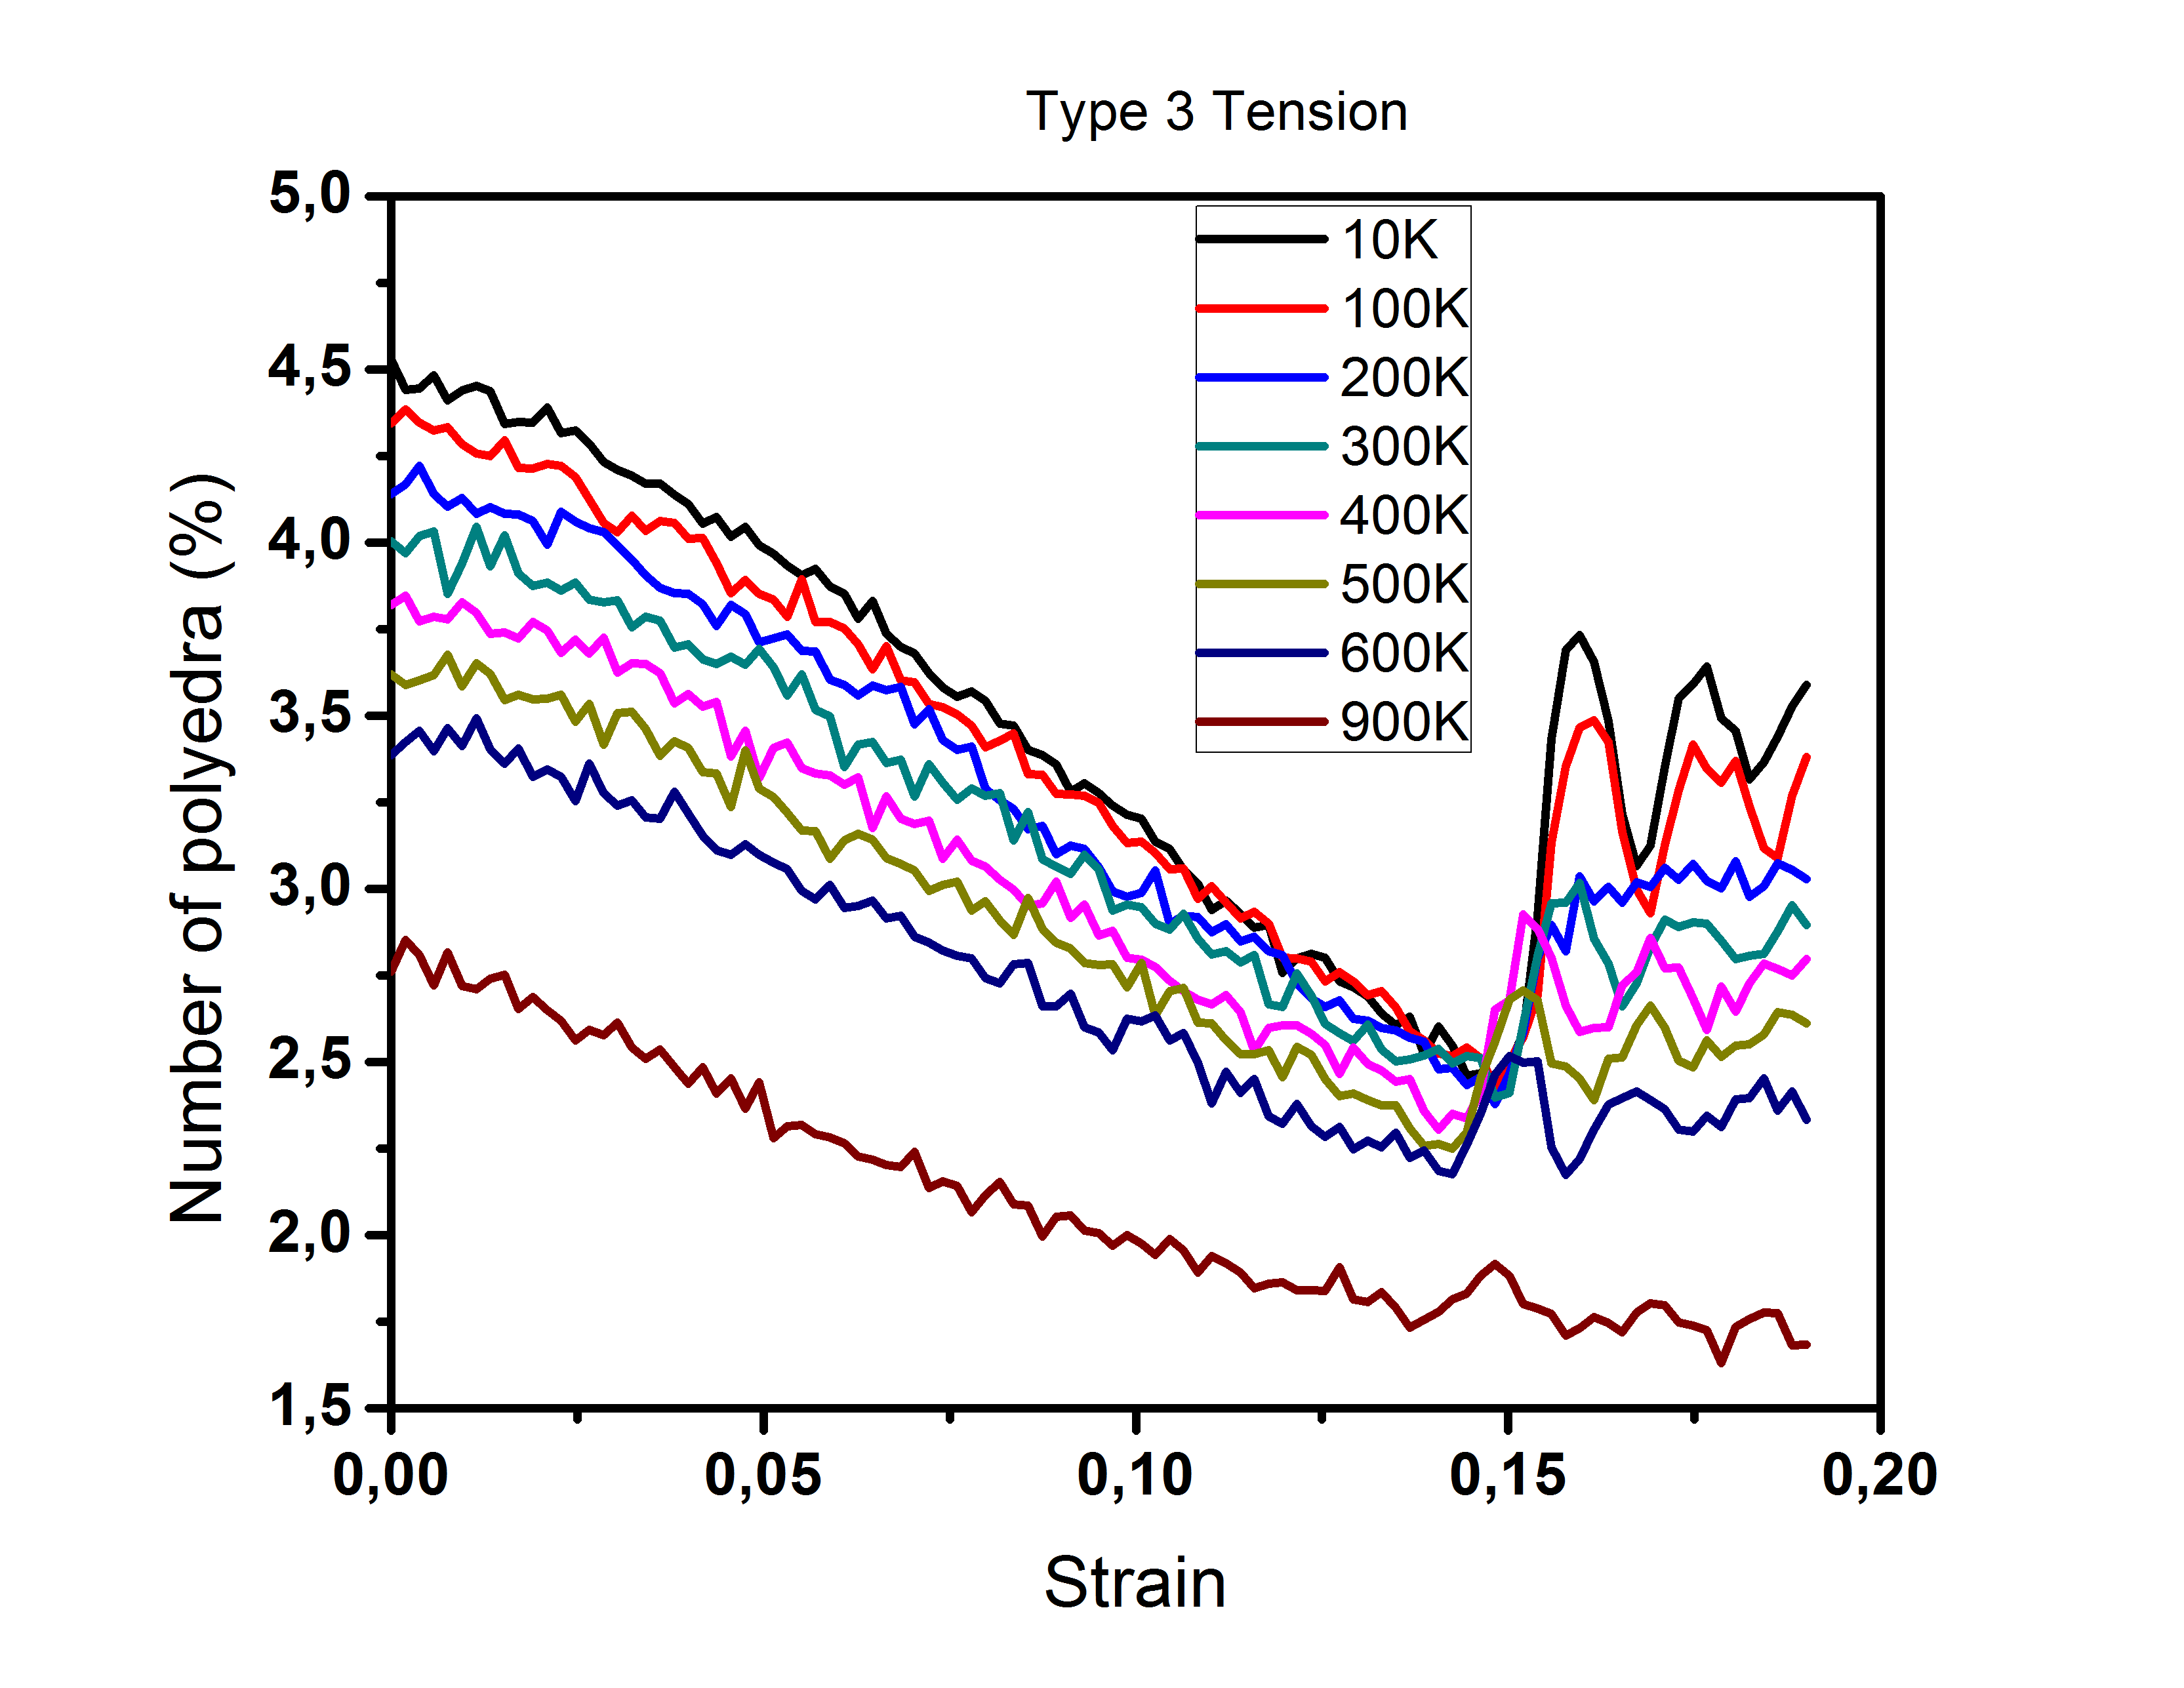 Type 3 Tension
5,0
4,5
4,0
3,5
3,0
2,5
2,0
1,5
Number of polyedra (%)
10K
100K
200K
300K
400K
500K
600K
900K
0,00 0,05 0,10 0,15 0,20
Strain